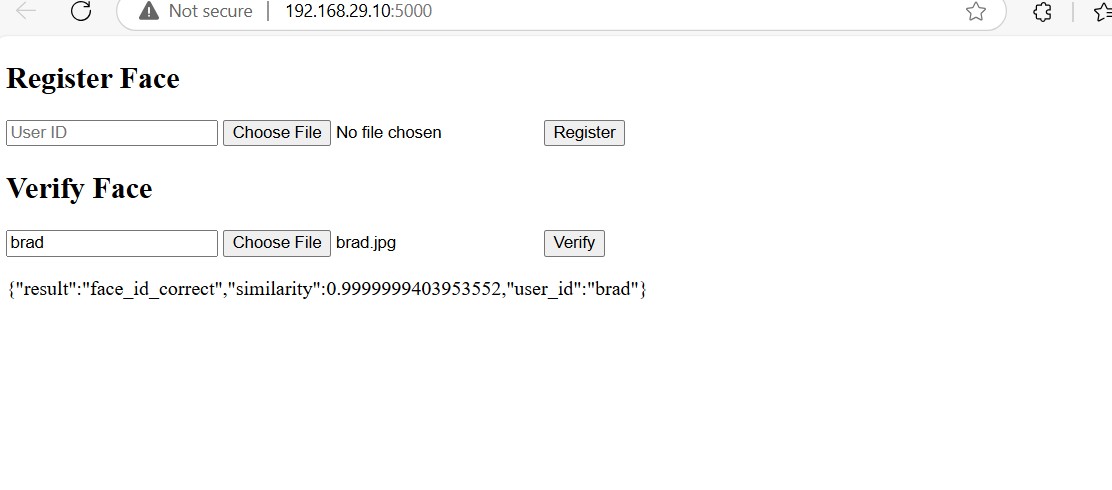 Not secure | 192.168.29.10:5000
Register Face
User ID Choose File No file chosen Register
Verify Face
brad Choose File brad.jpg Verify
{"result":"face_id_correct","similarity":0.9999999403953552,"user_id":"brad"}